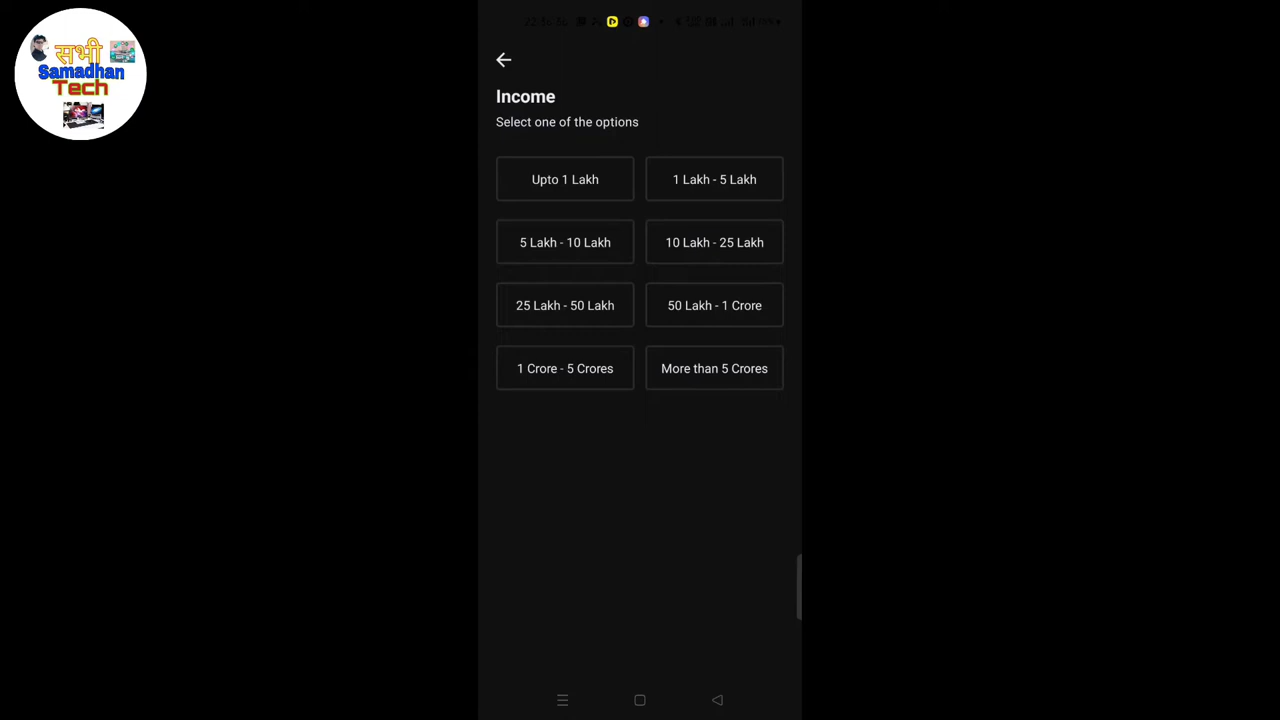 सभी
Samadhan
Tech
Income
Select one of the options
Upto 1 Lakh
1 Lakh - 5 Lakh
5 Lakh - 10 Lakh
10 Lakh - 25 Lakh
25 Lakh - 50 Lakh
50 Lakh - 1 Crore
1 Crore - 5 Crores
More than 5 Crores